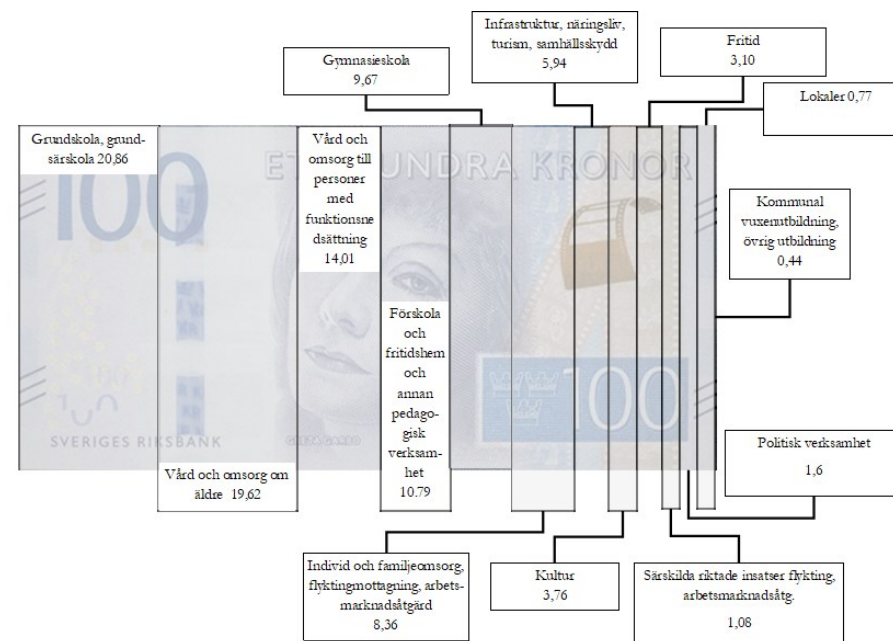 Infrastruktur, näringsliv,
turism, samhällsskydd
5,94
Fritid
3,10
Gymnasieskola
9,67
Lokaler 0,77
Grundskola, grund-
särskola 20,86
Vård och
omsorg till
personer
med
funktionsne
dsättning
14,01
ETT HUNDRA KRONOR
100
Kommunal
vuxenutbildning,
övrig utbildning
0,44
Förskola
och
fritidshem
och
annan
pedago-
gisk
verksam-
het
10.79
100
100
SVERIGES RIKSBANK
GRETA GARBO
Politisk verksamhet
1,6
Vård och omsorg om
äldre 19,62
Individ och familjeomsorg,
flyktingmottagning, arbets-
marknadsåtgärd
8,36
Kultur
3,76
Särskilda riktade insatser flykting,
arbetsmarknadsåtg.
1,08